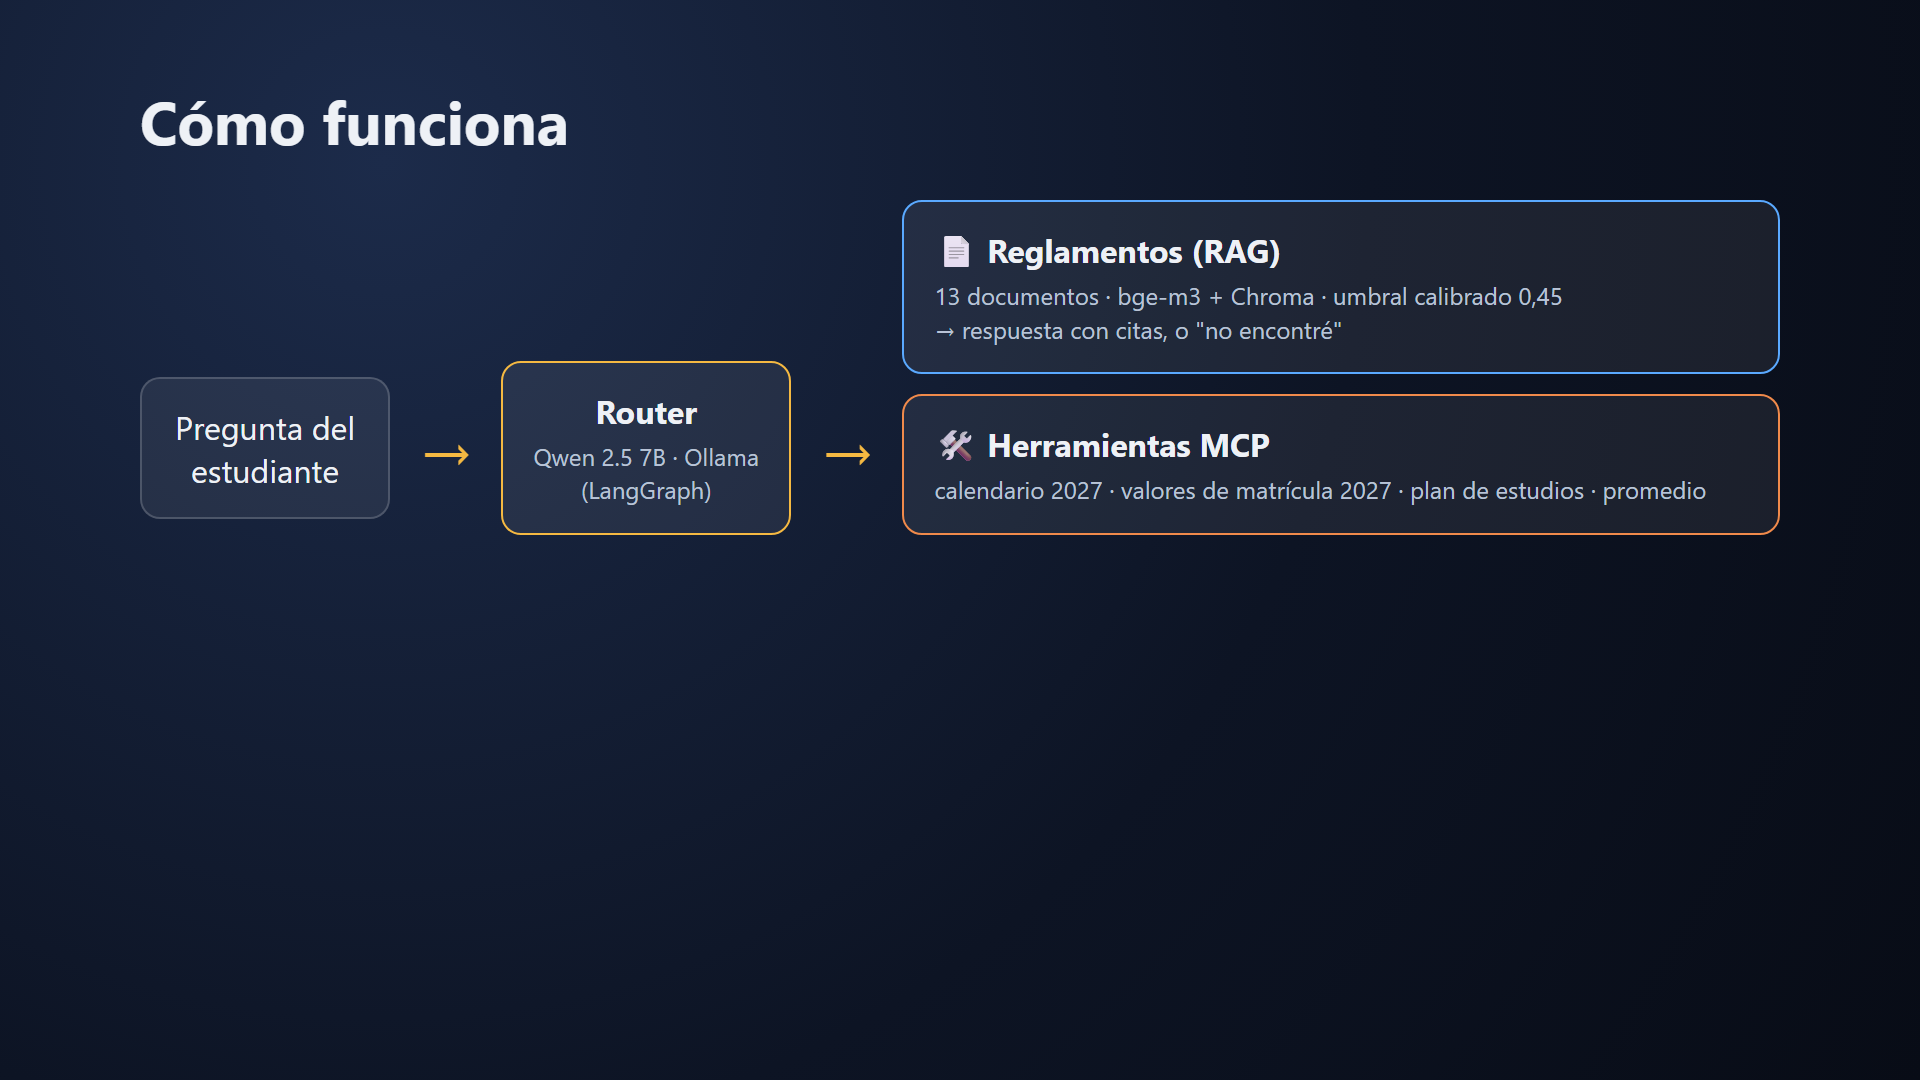 Cómo funciona
Pregunta del
estudiante
→
Router
Qwen 2.5 7B · Ollama
(LangGraph)
→
Reglamentos (RAG)
13 documentos · bge-m3 + Chroma · umbral calibrado 0,45
→ respuesta con citas, o "no encontré"
Herramientas MCP
calendario 2027 · valores de matrícula 2027 · plan de estudios · promedio